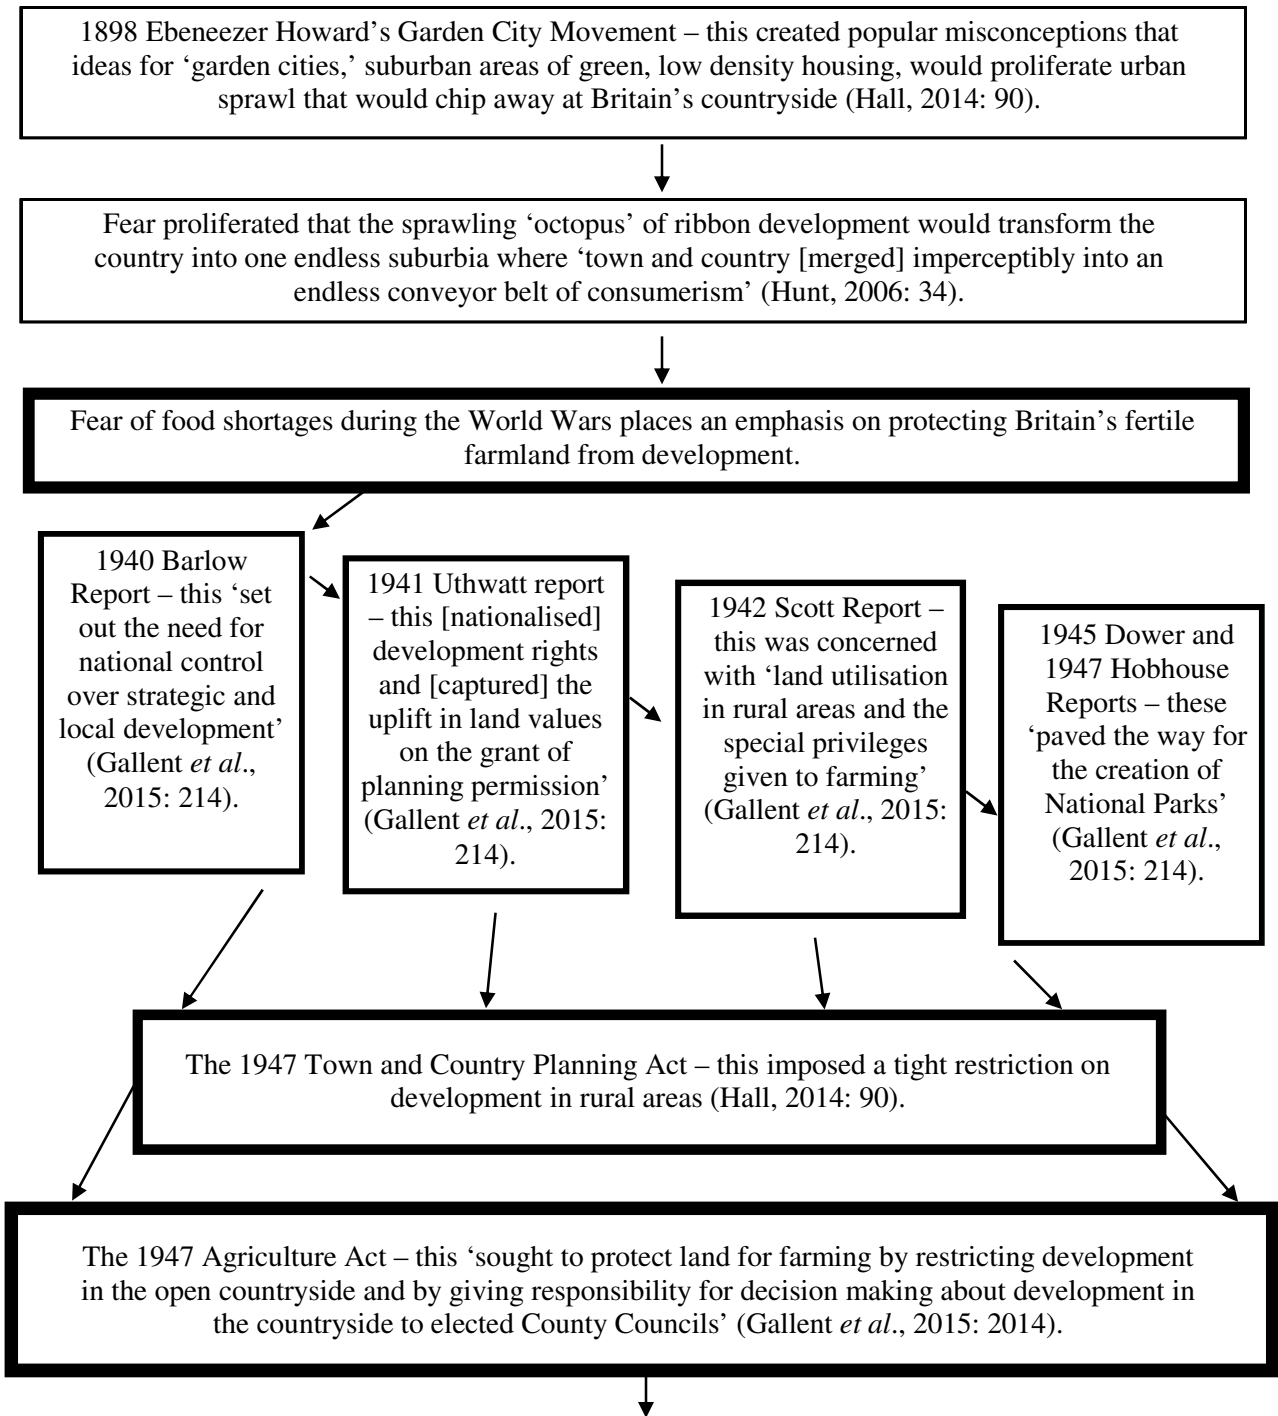 1898 Ebeneezer Howard’s Garden City Movement – this created popular misconceptions that
ideas for ‘garden cities,’ suburban areas of green, low density housing, would proliferate urban
sprawl that would chip away at Britain’s countryside (Hall, 2014: 90).
Fear proliferated that the sprawling ‘octopus’ of ribbon development would transform the
country into one endless suburbia where ‘town and country [merged] imperceptibly into an
endless conveyor belt of consumerism’ (Hunt, 2006: 34).
Fear of food shortages during the World Wars places an emphasis on protecting Britain’s fertile
farmland from development.
1940 Barlow
Report – this ‘set
out the need for
national control
over strategic and
local development’
(Gallent et al.,
2015: 214).
1941 Uthwatt report
– this [nationalised]
development rights
and [captured] the
uplift in land values
on the grant of
planning permission’
(Gallent et al., 2015:
214).
1942 Scott Report –
this was concerned
with ‘land utilisation
in rural areas and the
special privileges
given to farming’
(Gallent et al., 2015:
214).
1945 Dower and
1947 Hobhouse
Reports – these
‘paved the way for
the creation of
National Parks’
(Gallent et al.,
2015: 214).
The 1947 Town and Country Planning Act – this imposed a tight restriction on
development in rural areas (Hall, 2014: 90).
The 1947 Agriculture Act – this ‘sought to protect land for farming by restricting development
in the open countryside and by giving responsibility for decision making about development in
the countryside to elected County Councils’ (Gallent et al., 2015: 2014).